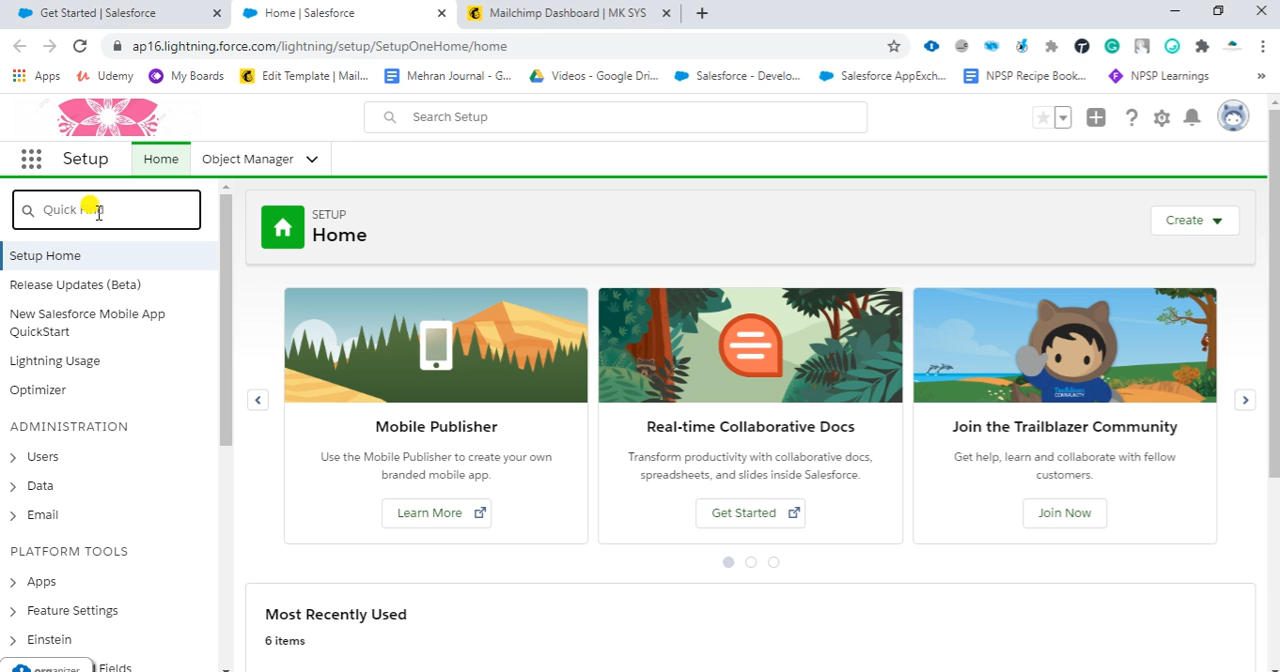 Get Started | Salesforce
Home | Salesforce
Mailchimp Dashboard | MK SYS
ap16.lightning.force.com/lightning/setup/SetupOneHome/home
Apps
Udemy
My Boards
Edit Template | Mail...
Mehran Journal - G...
Videos - Google Dri...
Salesforce - Develo...
Salesforce AppExch...
NPSP Recipe Book...
NPSP Learnings
Search Setup
Setup
Home
Object Manager
Quick Find
Setup Home
Release Updates (Beta)
New Salesforce Mobile App
QuickStart
Lightning Usage
Optimizer
ADMINISTRATION
Users
Data
Email
PLATFORM TOOLS
Apps
Feature Settings
Einstein
organizer
Fields
SETUP
Home
Create
Mobile Publisher
Use the Mobile Publisher to create your own
branded mobile app.
Learn More
Real-time Collaborative Docs
Transform productivity with collaborative docs,
spreadsheets, and slides inside Salesforce.
Get Started
TRAILBLAZER
COMMUNITY
Join the Trailblazer Community
Get help, learn and collaborate with fellow
customers.
Join Now
Most Recently Used
6 items